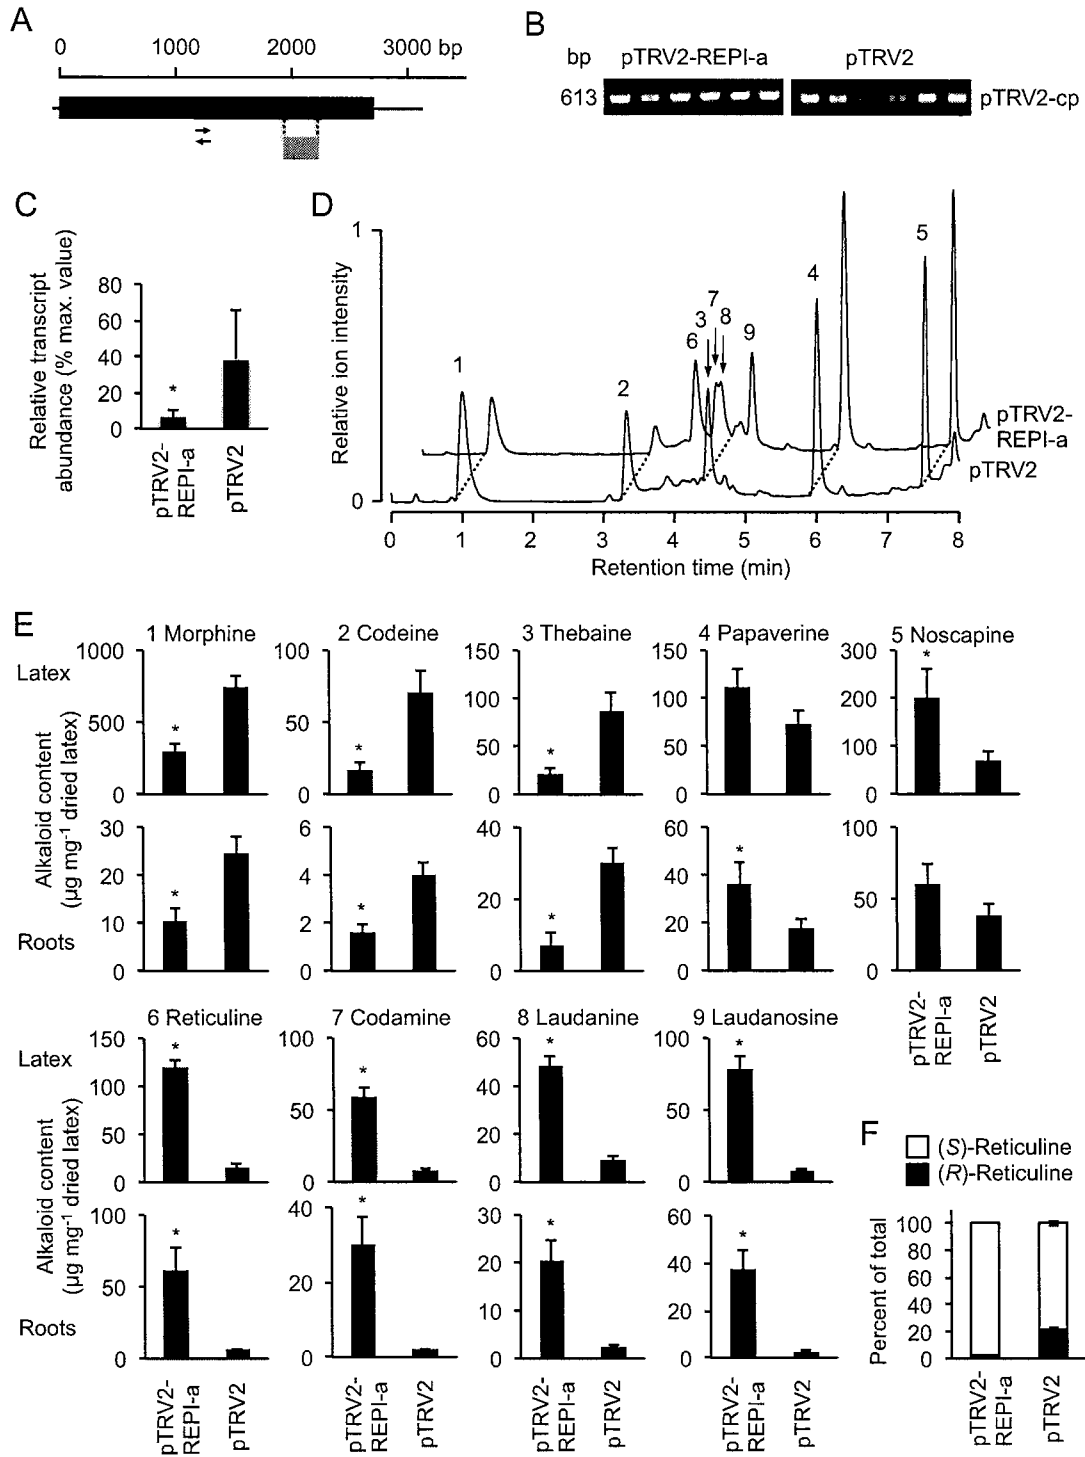 A
0 1000 2000 3000 bp
B
bp pTRV2-REPI-a pTRV2
613 pTRV2-cp
C
Relative transcript
abundance (% max. value)
80
60
40
20
0
*
pTRV2-
REPI-a
pTRV2
D
Relative ion intensity
1
0
1 2 6 3 7 8 9 4 5
pTRV2-
REPI-a
pTRV2
0 1 2 3 4 5 6 7 8
Retention time (min)
E
1 Morphine 2 Codeine 3 Thebaine 4 Papaverine 5 Noscapine
Latex
Alkaloid content
(µg mg-1 dried latex)
Roots
1000
500
0
*
100
50
0
*
150
100
50
0
*
150
100
50
0
300
200
100
0
*
30
20
10
0
*
6
4
2
0
*
40
20
0
*
60
40
20
0
*
100
50
0
pTRV2-
REPI-a
pTRV2
6 Reticuline 7 Codamine 8 Laudanine 9 Laudanosine
Latex
Alkaloid content
(µg mg-1 dried latex)
Roots
150
100
50
0
*
100
50
0
*
60
40
20
0
*
100
50
0
*
100
50
0
*
40
20
0
*
30
20
10
0
*
60
40
20
0
*
pTRV2-
REPI-a
pTRV2
pTRV2-
REPI-a
pTRV2
pTRV2-
REPI-a
pTRV2
pTRV2-
REPI-a
pTRV2
F
(S)-Reticuline
(R)-Reticuline
Percent of total
100
80
60
40
20
0
pTRV2-
REPI-a
pTRV2